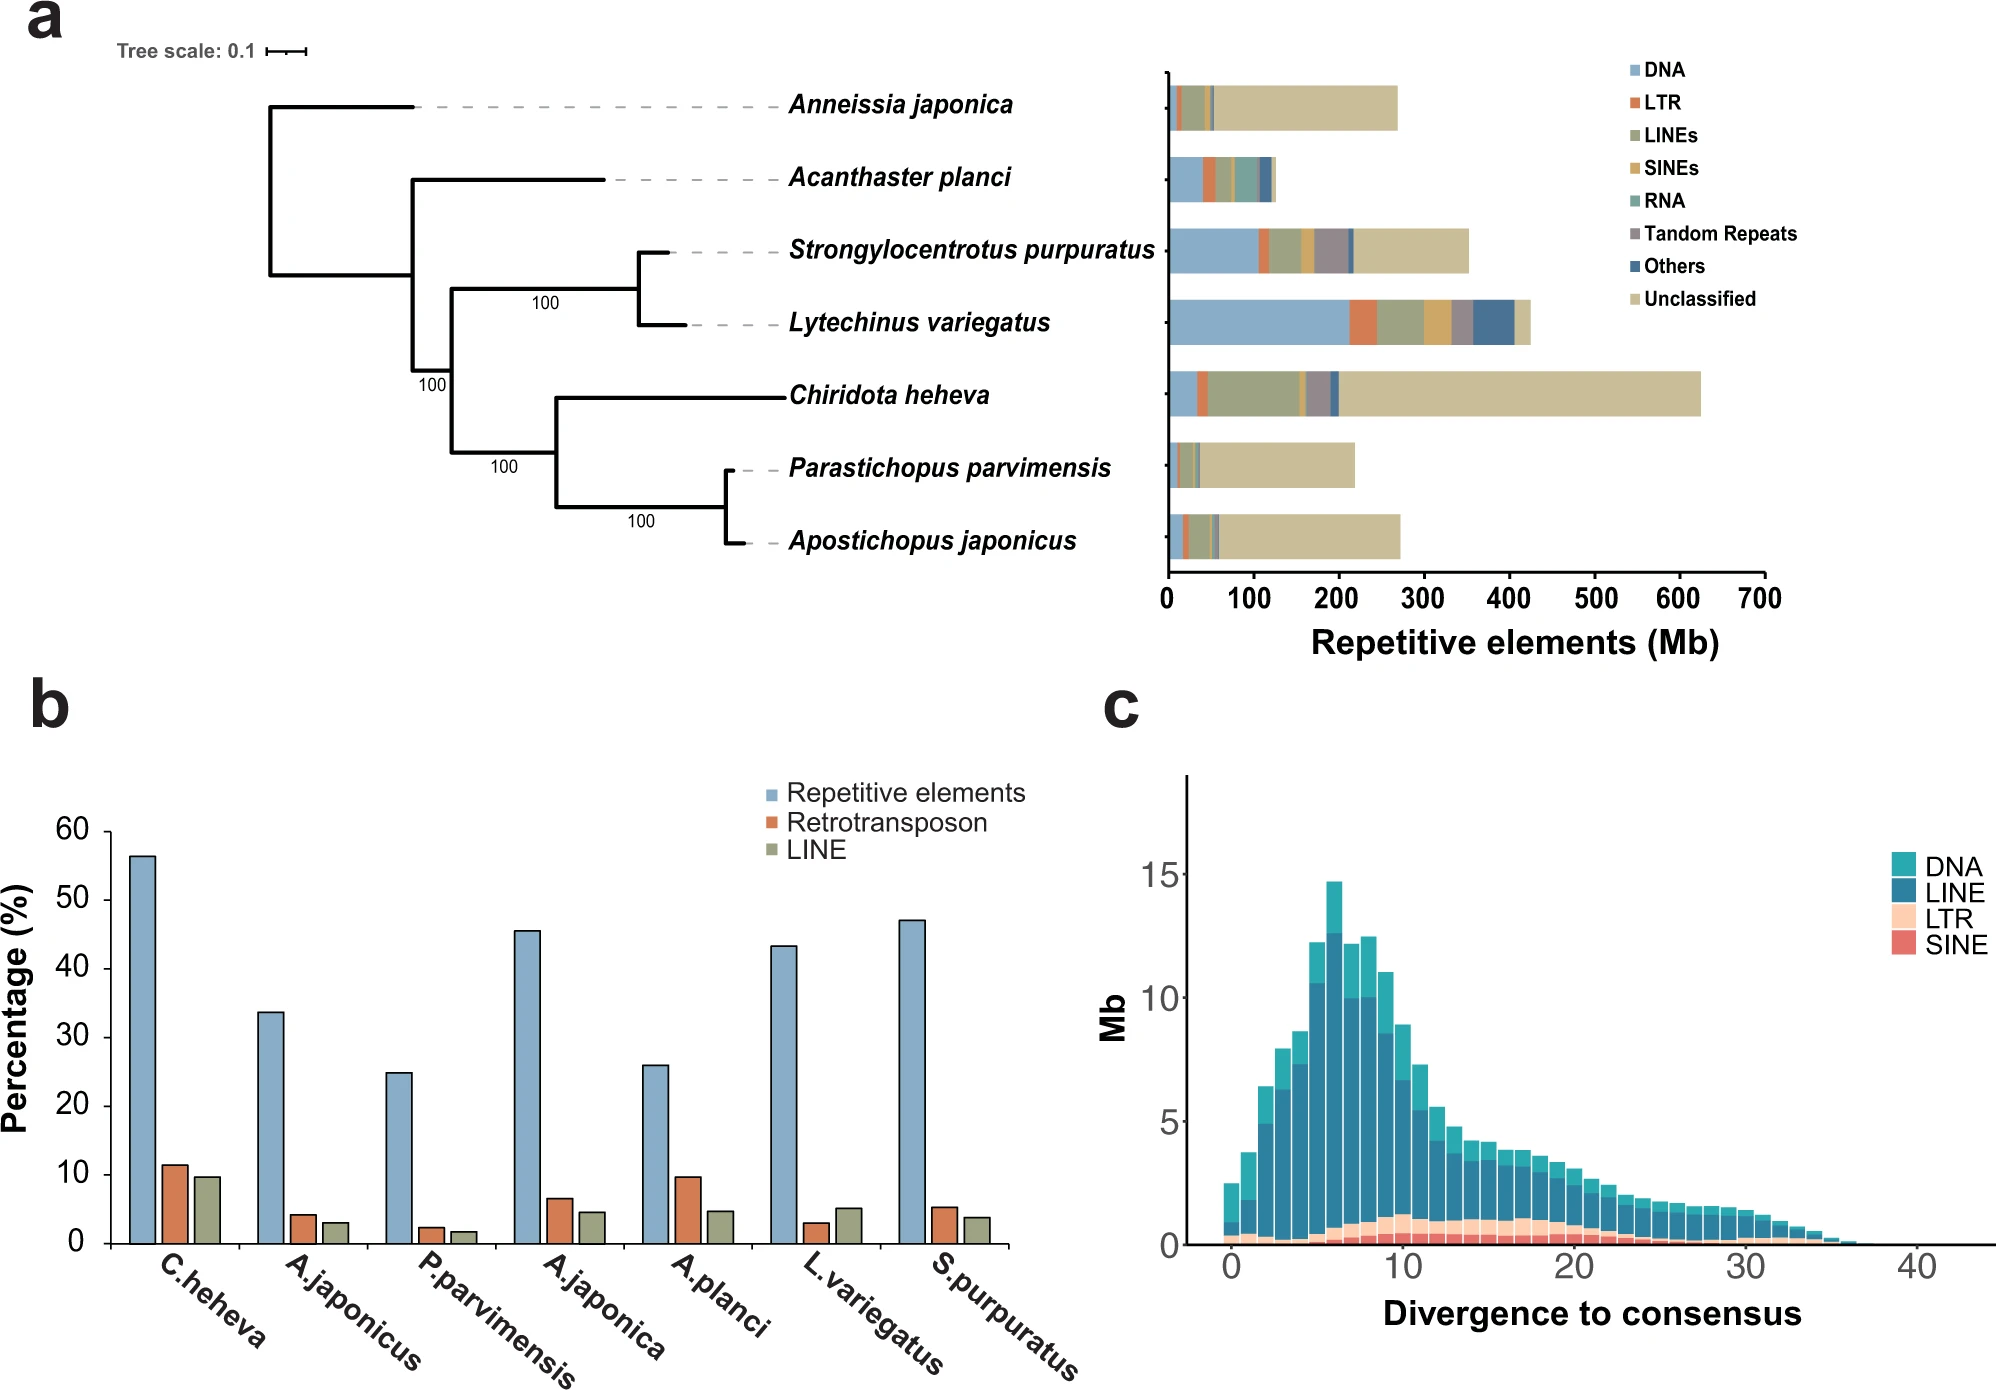 a
Tree scale: 0.1
Anneissia japonica
Acanthaster planci
Strongylocentrotus purpuratus
Lytechinus variegatus
Chiridota heheva
Parastichopus parvimensis
Apostichopus japonicus
100
100
100
100
DNA
LTR
LINEs
SINEs
RNA
Tandom Repeats
Others
Unclassified
0 100 200 300 400 500 600 700
Repetitive elements (Mb)
b
Repetitive elements
Retrotransposon
LINE
60
50
40
30
20
10
0
Percentage (%)
C.heheva
A.japonicus
P.parvimensis
A.japonica
A.planci
L.variegatus
S.purpuratus
c
DNA
LINE
LTR
SINE
15
10
5
0
Mb
0 10 20 30 40
Divergence to consensus